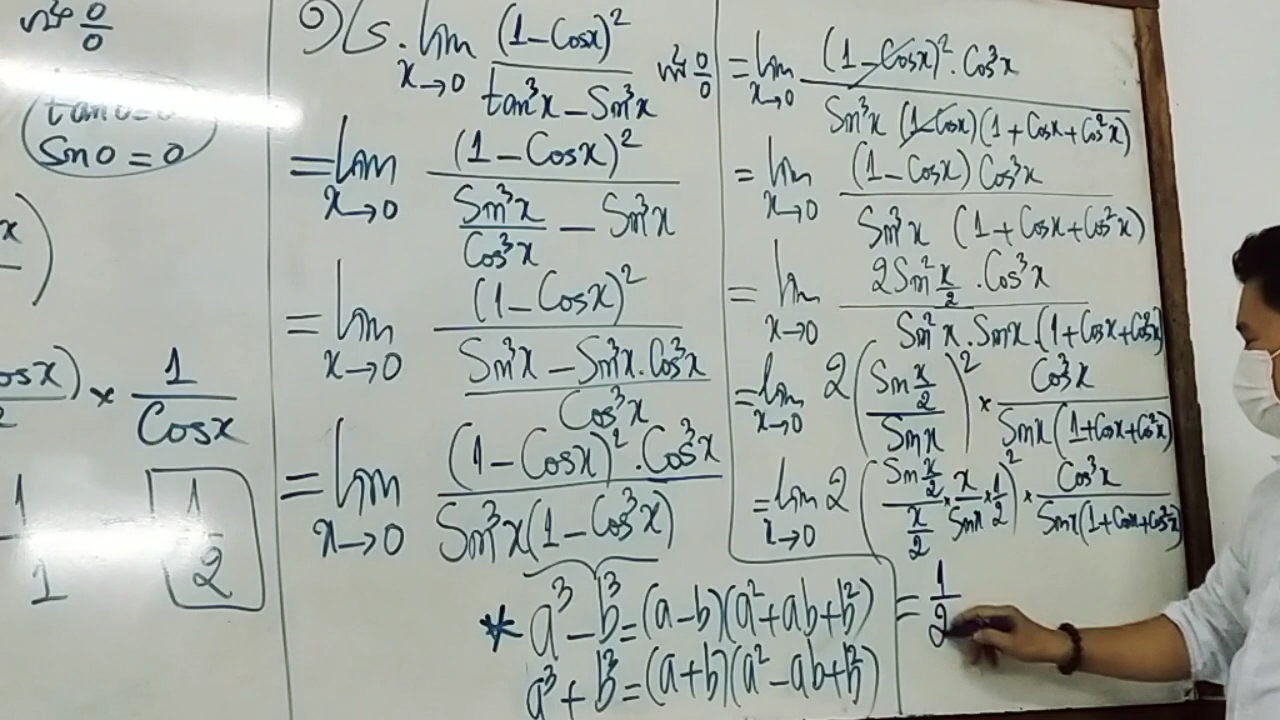 0/0
tan0=0
Sin0=0
x
osx) × 1/Cosx
1/1 1/2
lim x→0 (1-Cosx)²/(tan³x - Sin³x) 0/0
= lim x→0 (1-Cosx)²/(Sin³x/Cos³x - Sin³x)
= lim x→0 (1-Cosx)²/((Sin³x - Sin³x.Cos³x)/Cos³x)
= lim x→0 (1-Cosx)².Cos³x/(Sin³x(1-Cos³x))
* a³-b³=(a-b)(a²+ab+b²)
a³+b³=(a+b)(a²-ab+b²)
= lim x→0 (1-Cosx)².Cos³x/(Sin³x(1-Cosx)(1+Cosx+Cos²x))
= lim x→0 (1-Cosx)Cos³x/(Sin³x (1+Cosx+Cos²x))
= lim x→0 2Sin²x/2 .Cos³x/(Sin²x.Sinx.(1+Cosx+Cos²x))
= lim x→0 2(Sin x/2 / Sinx)² × Cos³x/(Sinx(1+Cosx+Cos²x))
= lim x→0 2(Sin x/2 / x/2 × x/Sinx × 1/2)² × Cos³x/(Sinx(1+Cosx+Cos²x))
= 1/2